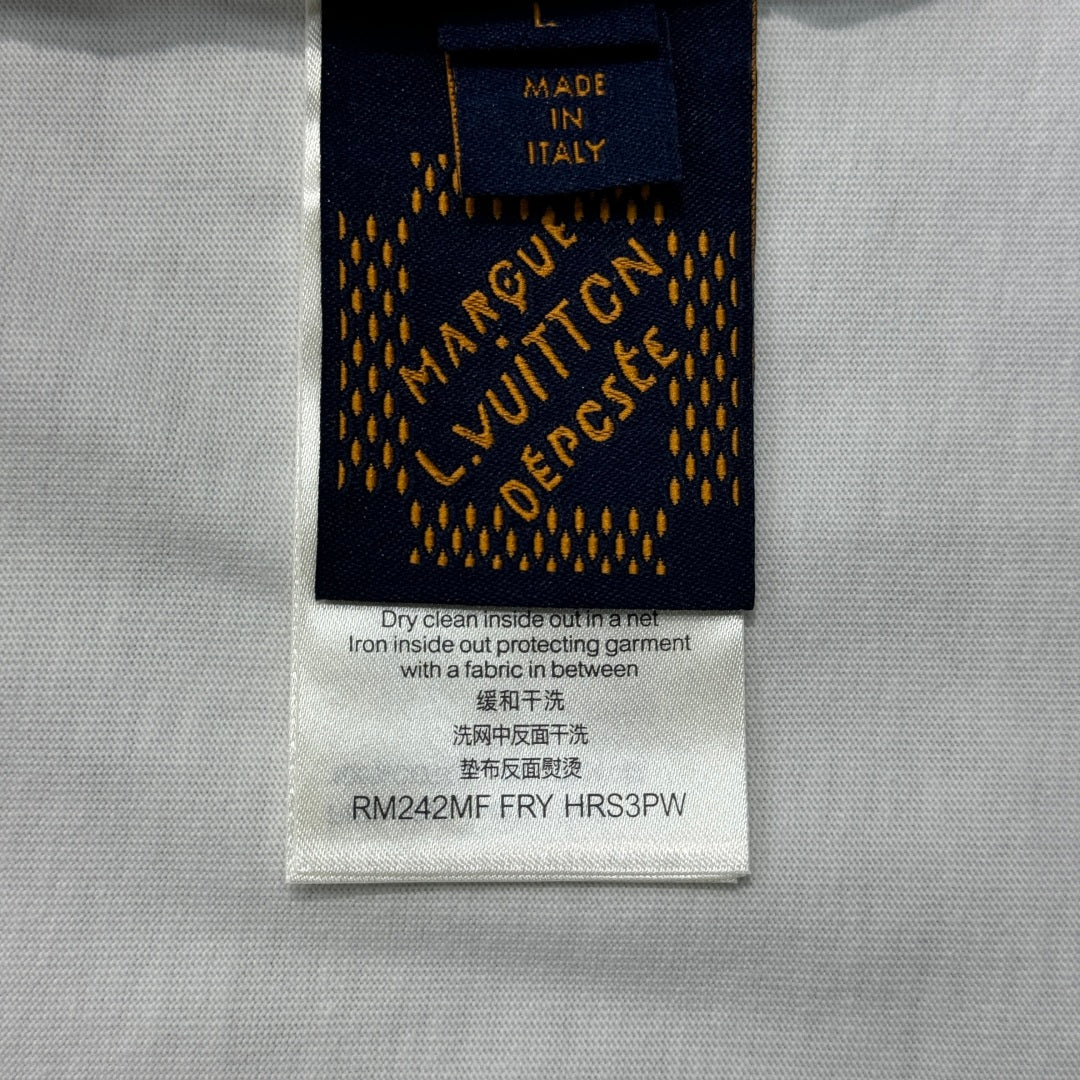 L
MADE
IN
ITALY
MARQUE
L.VUITTON
DÉPOSÉE
Dry clean inside out in a net
Iron inside out protecting garment
with a fabric in between
缓和干洗
洗网中反面干洗
垫布反面熨烫
RM242MF FRY HRS3PW